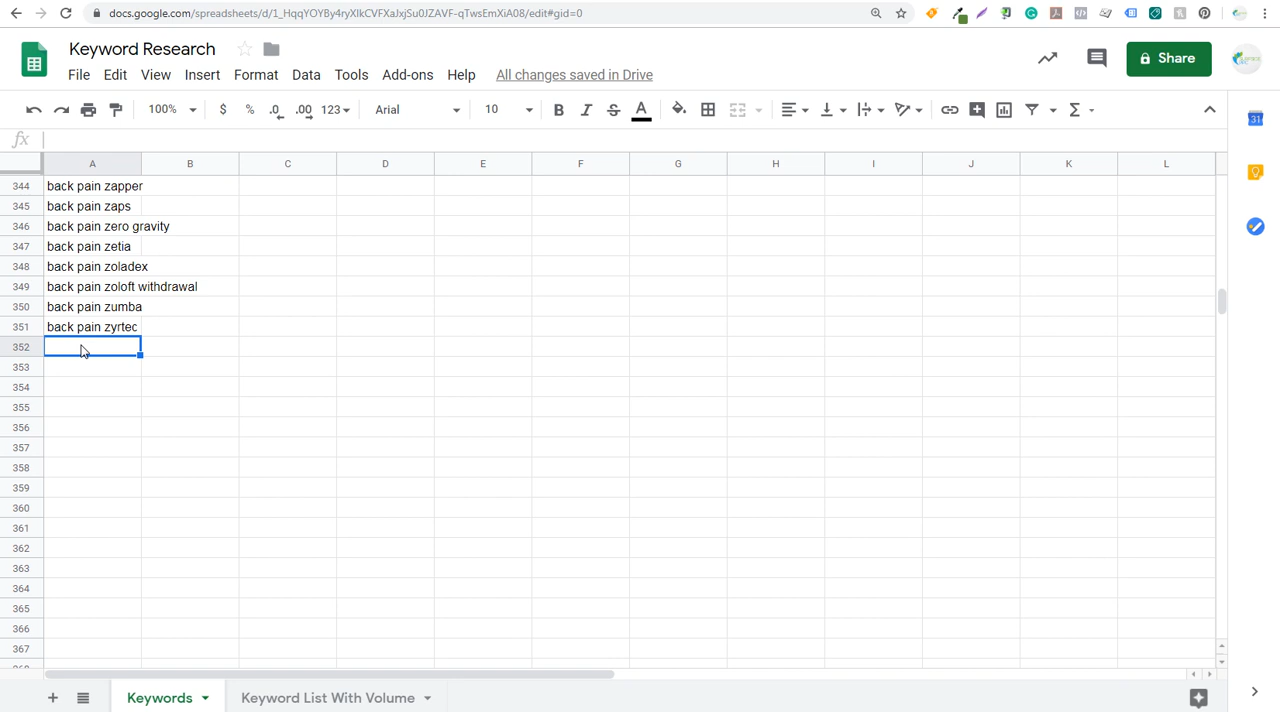 docs.google.com/spreadsheets/d/1_HqqYOYBy4ryXlkCVFXaJxjSu0JZAVF-qTwsEmXiA08/edit#gid=0
Keyword Research
File Edit View Insert Format Data Tools Add-ons Help All changes saved in Drive
Share
100% $ % .0 .00 123 Arial 10 B I S A Σ
fx
A B C D E F G H I J K L
344 back pain zapper
345 back pain zaps
346 back pain zero gravity
347 back pain zetia
348 back pain zoladex
349 back pain zoloft withdrawal
350 back pain zumba
351 back pain zyrtec
352
353
354
355
356
357
358
359
360
361
362
363
364
365
366
367
Keywords Keyword List With Volume